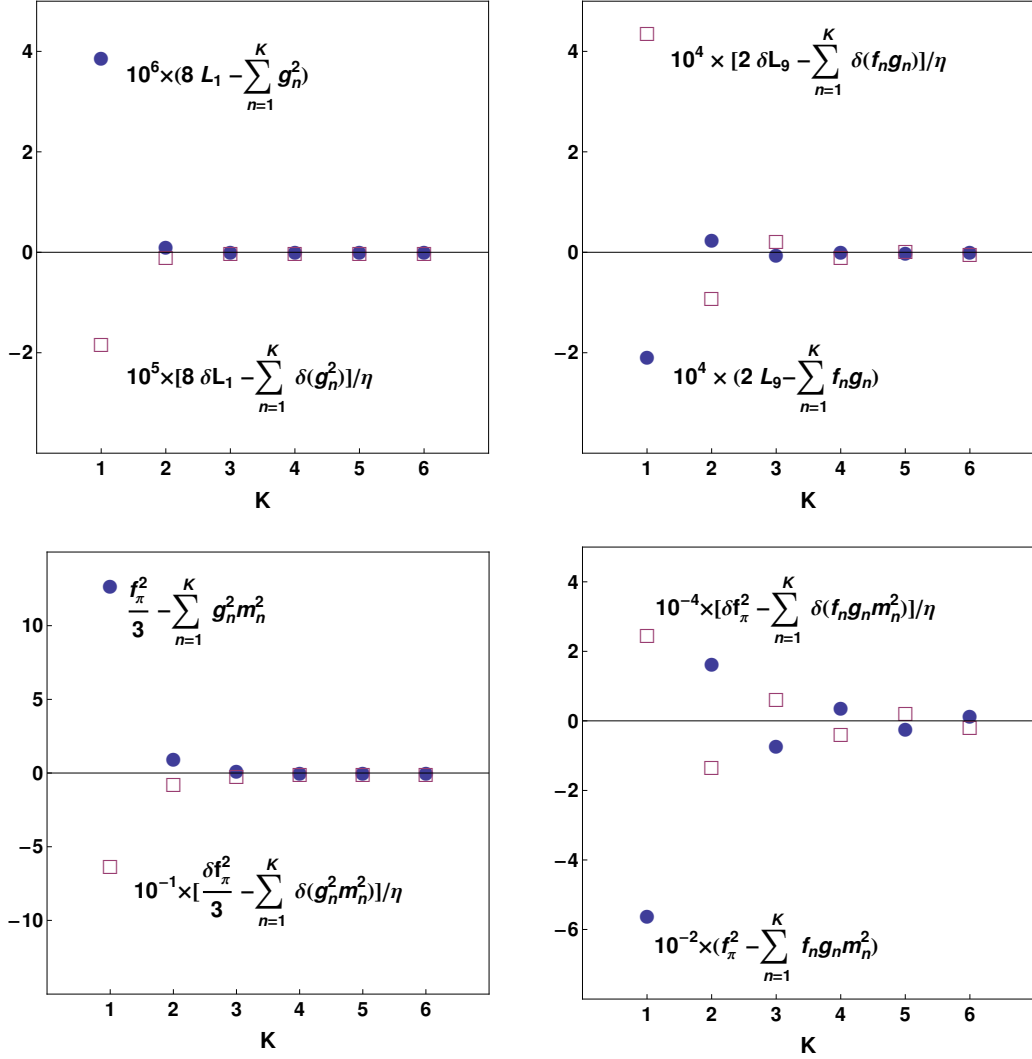 4
2
0
−2
10⁶×(8 L₁ −∑ₙ₌₁ᴷ gₙ²)
10⁵×[8 δL₁ −∑ₙ₌₁ᴷ δ(gₙ²)]/η
1 2 3 4 5 6
K
4
2
0
−2
10⁴ × [2 δL₉ −∑ₙ₌₁ᴷ δ(fₙgₙ)]/η
10⁴ × (2 L₉−∑ₙ₌₁ᴷ fₙgₙ)
1 2 3 4 5 6
K
10
5
0
−5
−10
f_π²/3 −∑ₙ₌₁ᴷ gₙ²mₙ²
10⁻¹×[δf_π²/3 −∑ₙ₌₁ᴷ δ(gₙ²mₙ²)]/η
1 2 3 4 5 6
K
4
2
0
−2
−4
−6
10⁻⁴×[δf_π² −∑ₙ₌₁ᴷ δ(fₙgₙmₙ²)]/η
10⁻²×(f_π² −∑ₙ₌₁ᴷ fₙgₙmₙ²)
1 2 3 4 5 6
K